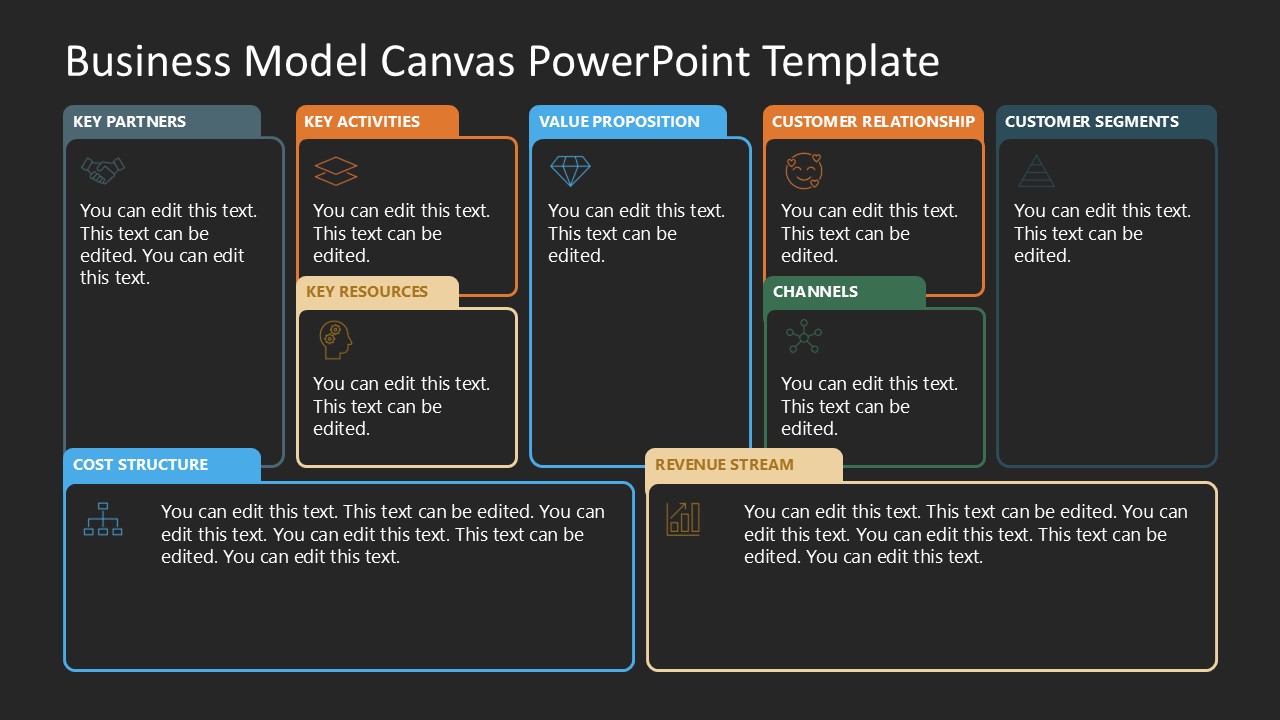 Business Model Canvas PowerPoint Template
KEY PARTNERS
You can edit this text.
This text can be
edited. You can edit
this text.
KEY ACTIVITIES
You can edit this text.
This text can be
edited.
KEY RESOURCES
You can edit this text.
This text can be
edited.
VALUE PROPOSITION
You can edit this text.
This text can be
edited.
CUSTOMER RELATIONSHIP
You can edit this text.
This text can be
edited.
CHANNELS
You can edit this text.
This text can be
edited.
CUSTOMER SEGMENTS
You can edit this text.
This text can be
edited.
COST STRUCTURE
You can edit this text. This text can be edited. You can
edit this text. You can edit this text. This text can be
edited. You can edit this text.
REVENUE STREAM
You can edit this text. This text can be edited. You can
edit this text. You can edit this text. This text can be
edited. You can edit this text.